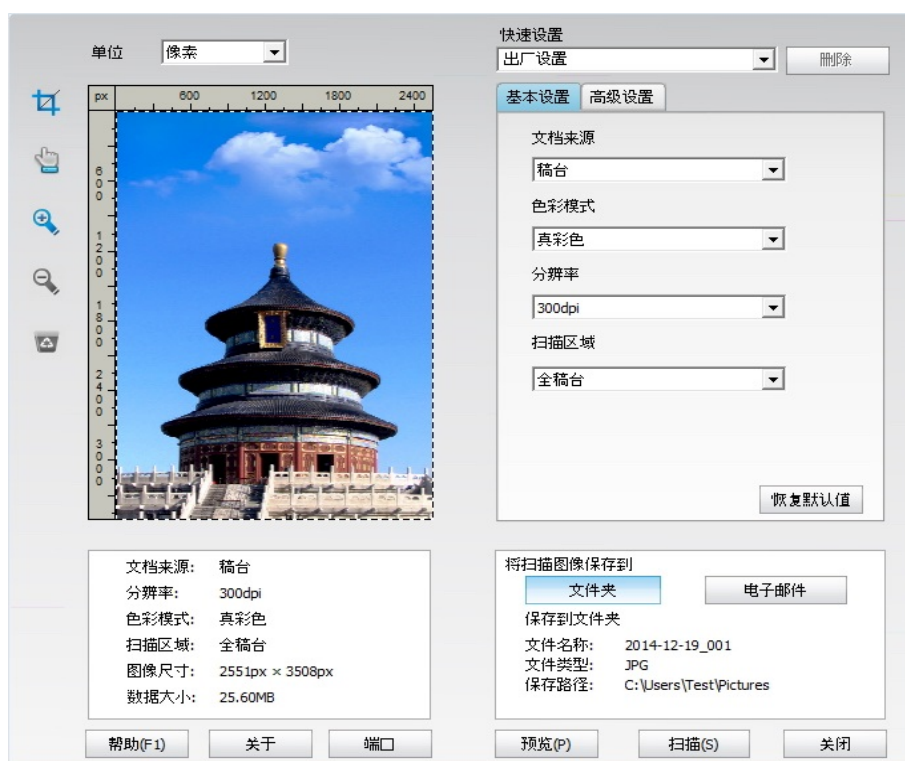 单位 像素
快速设置
出厂设置 删除
px 600 1200 1800 2400
600
1200
1800
2400
3000
基本设置 高级设置
文档来源
稿台
色彩模式
真彩色
分辨率
300dpi
扫描区域
全稿台
恢复默认值
文档来源: 稿台
分辨率: 300dpi
色彩模式: 真彩色
扫描区域: 全稿台
图像尺寸: 2551px × 3508px
数据大小: 25.60MB
将扫描图像保存到
文件夹 电子邮件
保存到文件夹
文件名称: 2014-12-19_001
文件类型: JPG
保存路径: C:\Users\Test\Pictures
帮助(F1) 关于 端口 预览(P) 扫描(S) 关闭